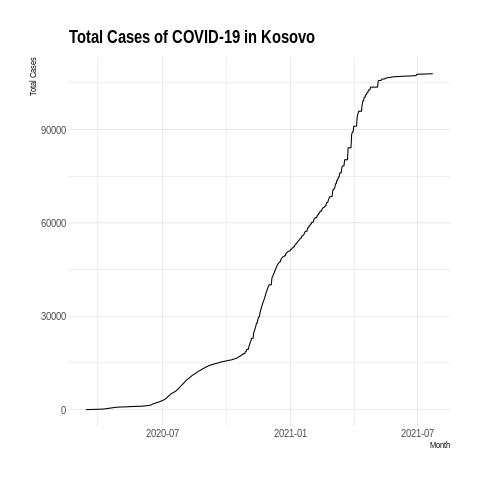 Total Cases of COVID-19 in Kosovo
Total Cases
90000
60000
30000
0
2020-07 2021-01 2021-07
Month